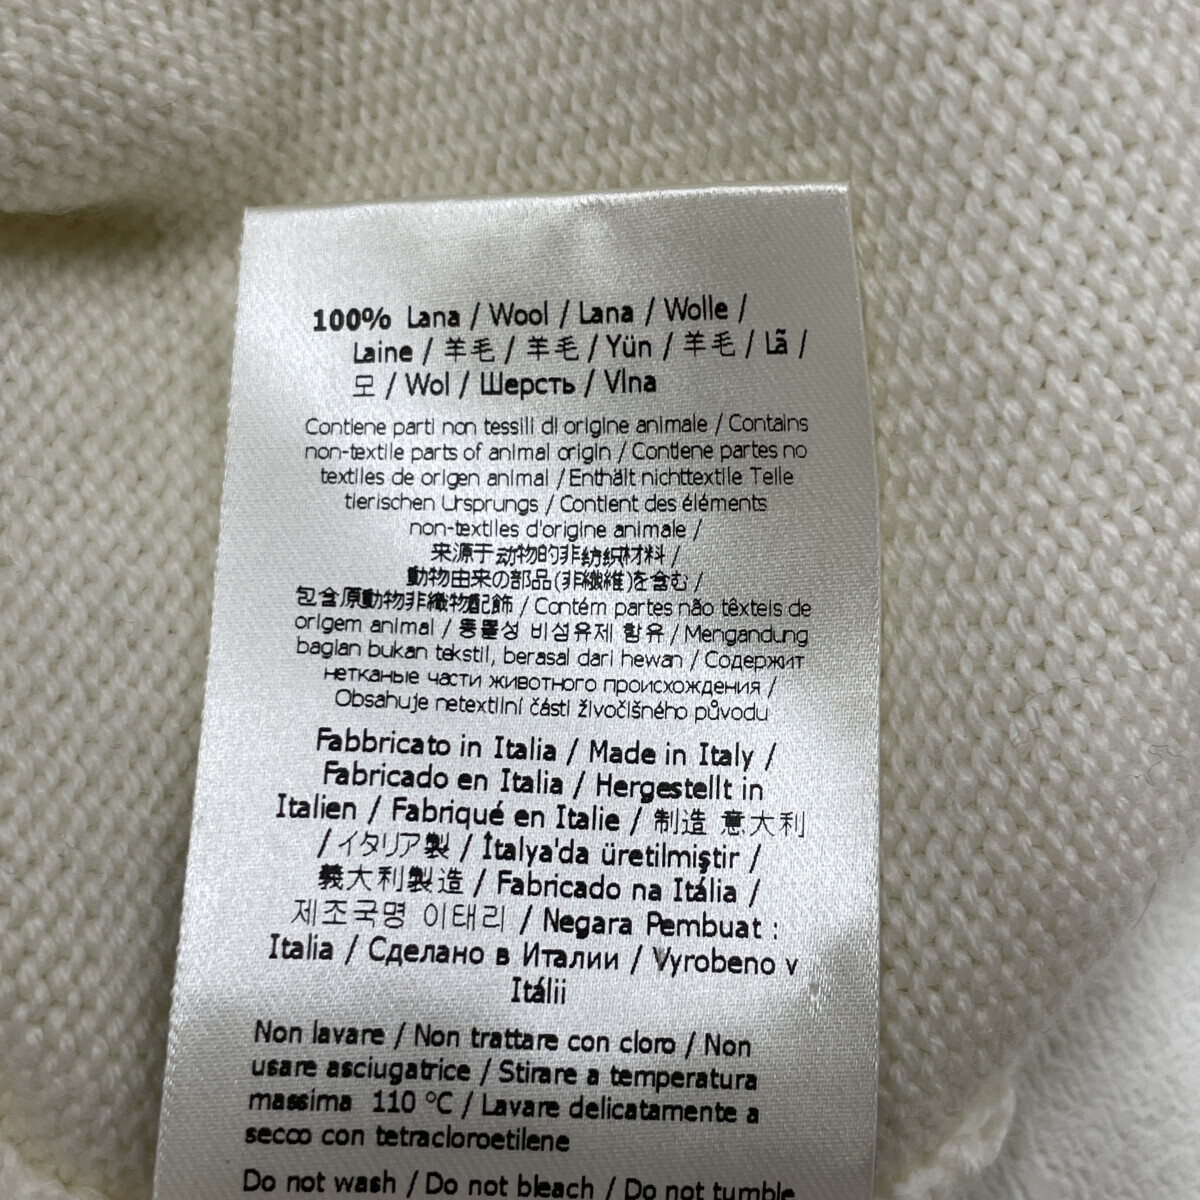 100% Lana / Wool / Lana / Wolle /
Laine / 羊毛 / 羊毛 / Yün / 羊毛 / Lã /
모 / Wol / Шерсть / Vlna
Contiene parti non tessili di origine animale / Contains
non-textile parts of animal origin / Contiene partes no
textiles de origen animal / Enthält nichttextile Teile
tierischen Ursprungs / Contient des éléments
non-textiles d'origine animale /
来源于动物的非纺织材料 /
動物由来の部品(非繊維)を含む /
包含原動物非織物配飾 / Contém partes não têxteis de
origem animal / 동물성 비섬유제 함유 / Mengandung
bagian bukan tekstil, berasal dari hewan / Содержит
нетканые части животного происхождения /
Obsahuje netextilní části živočišného původu
Fabbricato in Italia / Made in Italy /
Fabricado en Italia / Hergestellt in
Italien / Fabriqué en Italie / 制造 意大利
/ イタリア製 / İtalya'da üretilmiştir /
義大利製造 / Fabricado na Itália /
제조국명 이태리 / Negara Pembuat :
Italia / Сделано в Италии / Vyrobeno v
Itálii
Non lavare / Non trattare con cloro / Non
usare asciugatrice / Stirare a temperatura
massima 110 °C / Lavare delicatamente a
secco con tetracloroetilene
Do not wash / Do not bleach / Do not tumble